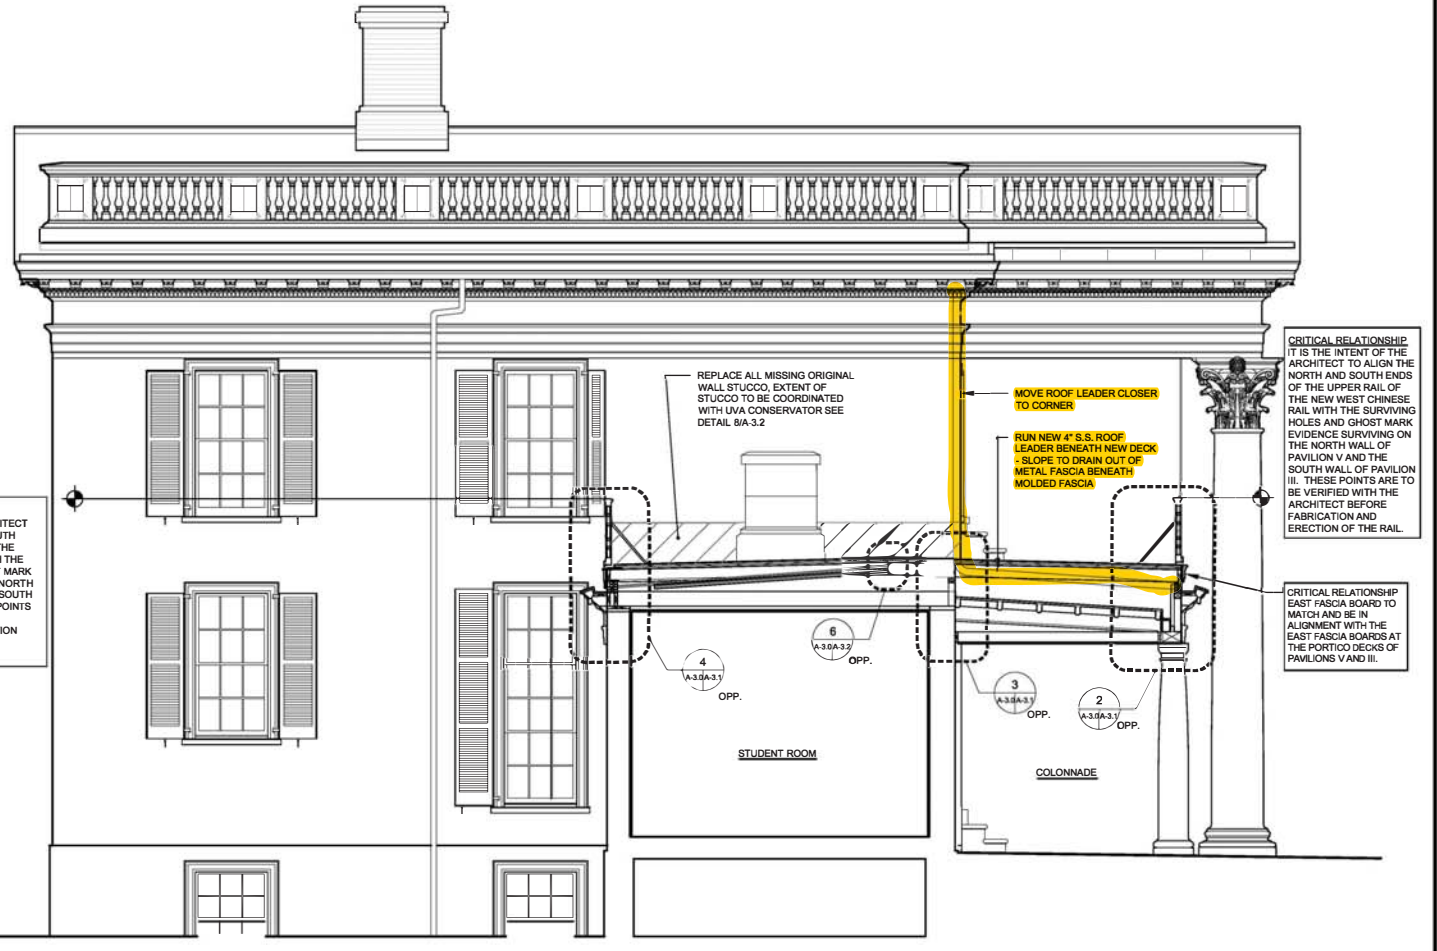 REPLACE ALL MISSING ORIGINAL
WALL STUCCO, EXTENT OF
STUCCO TO BE COORDINATED
WITH UVA CONSERVATOR SEE
DETAIL 8/A-3.2
MOVE ROOF LEADER CLOSER
TO CORNER
RUN NEW 4" S.S. ROOF
LEADER BENEATH NEW DECK
- SLOPE TO DRAIN OUT OF
METAL FASCIA BENEATH
MOLDED FASCIA
CRITICAL RELATIONSHIP
IT IS THE INTENT OF THE
ARCHITECT TO ALIGN THE
NORTH AND SOUTH ENDS
OF THE UPPER RAIL OF
THE NEW WEST CHINESE
RAIL WITH THE SURVIVING
HOLES AND GHOST MARK
EVIDENCE SURVIVING ON
THE NORTH WALL OF
PAVILION V AND THE
SOUTH WALL OF PAVILION
III. THESE POINTS ARE TO
BE VERIFIED WITH THE
ARCHITECT BEFORE
FABRICATION AND
ERECTION OF THE RAIL.
CRITICAL RELATIONSHIP
EAST FASCIA BOARD TO
MATCH AND BE IN
ALIGNMENT WITH THE
EAST FASCIA BOARDS AT
THE PORTICO DECKS OF
PAVILIONS V AND III.
MARK
NORTH
SOUTH
POINTS
6
A-3.0A-3.2
OPP.
4
A-3.0A-3.1
OPP.
3
A-3.0A-3.1
OPP.
2
A-3.0A-3.1
OPP.
STUDENT ROOM
COLONNADE